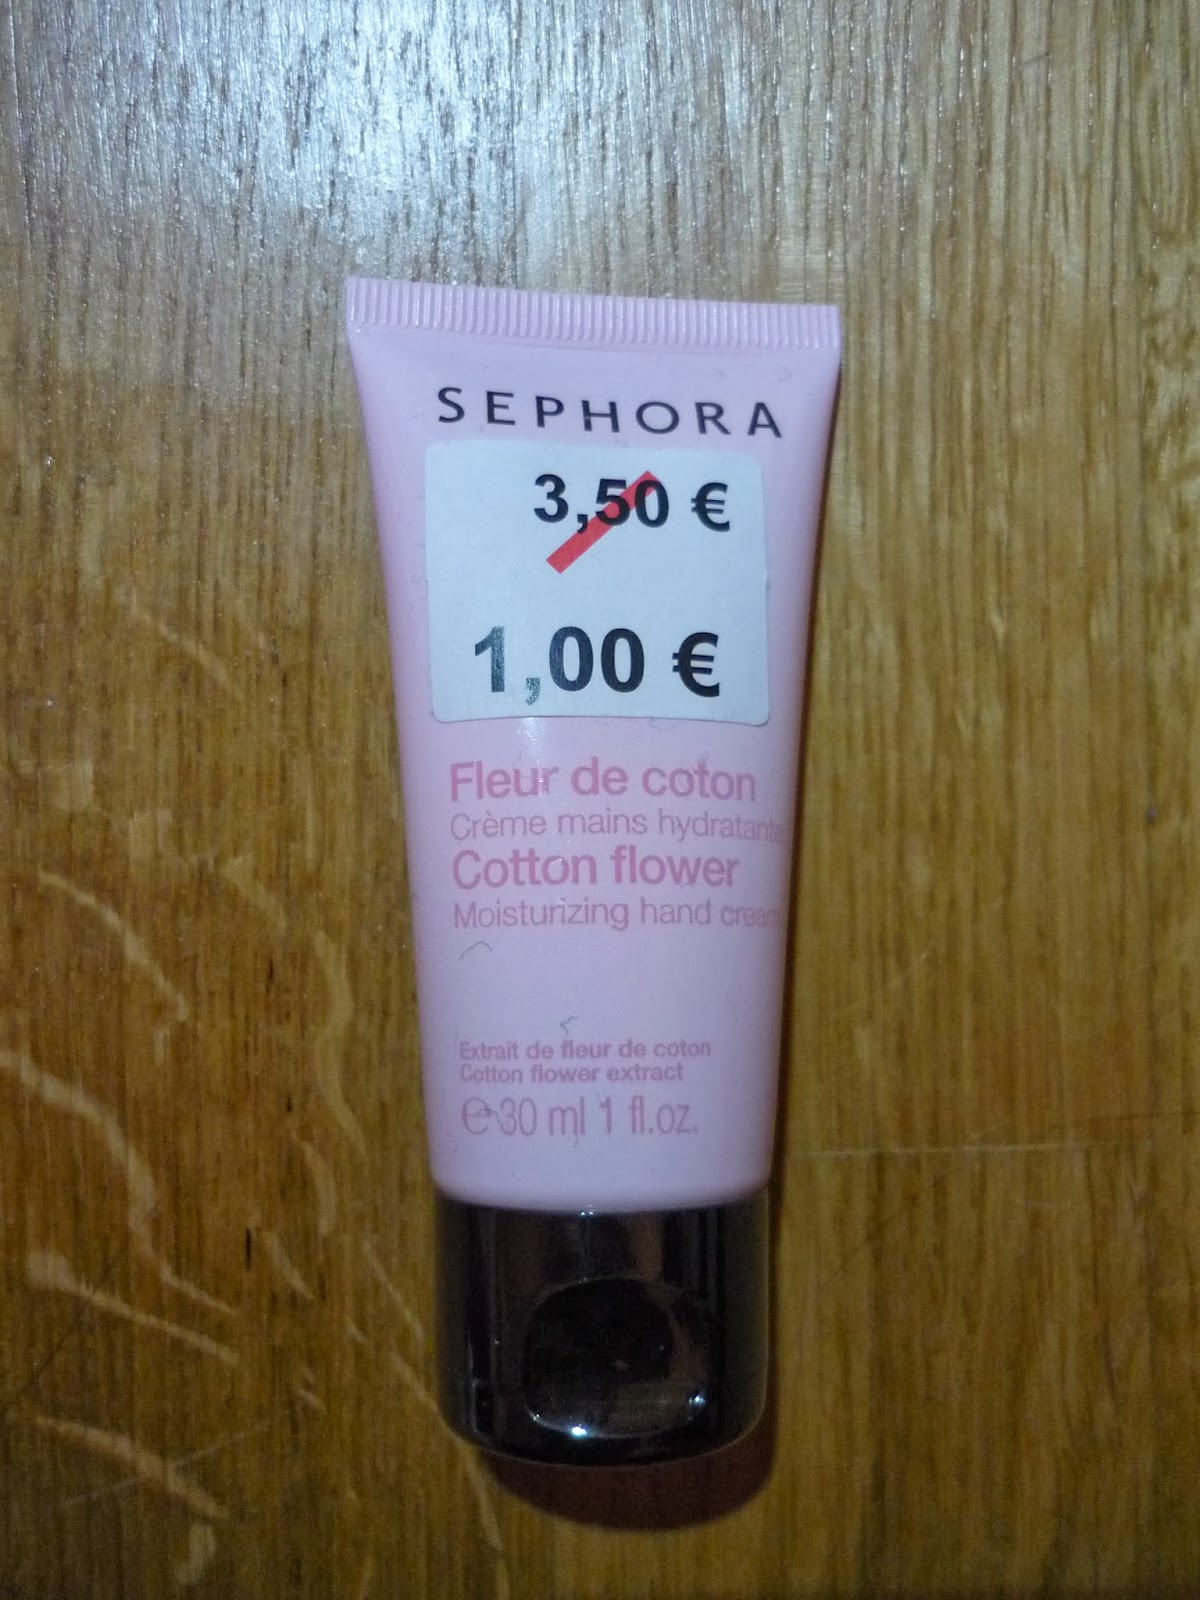 SEPHORA
3,50 €
1,00 €
Fleur de coton
Crème mains hydratante
Cotton flower
Moisturizing hand cream
Extrait de fleur de coton
Cotton flower extract
℮ 30 ml 1 fl.oz.